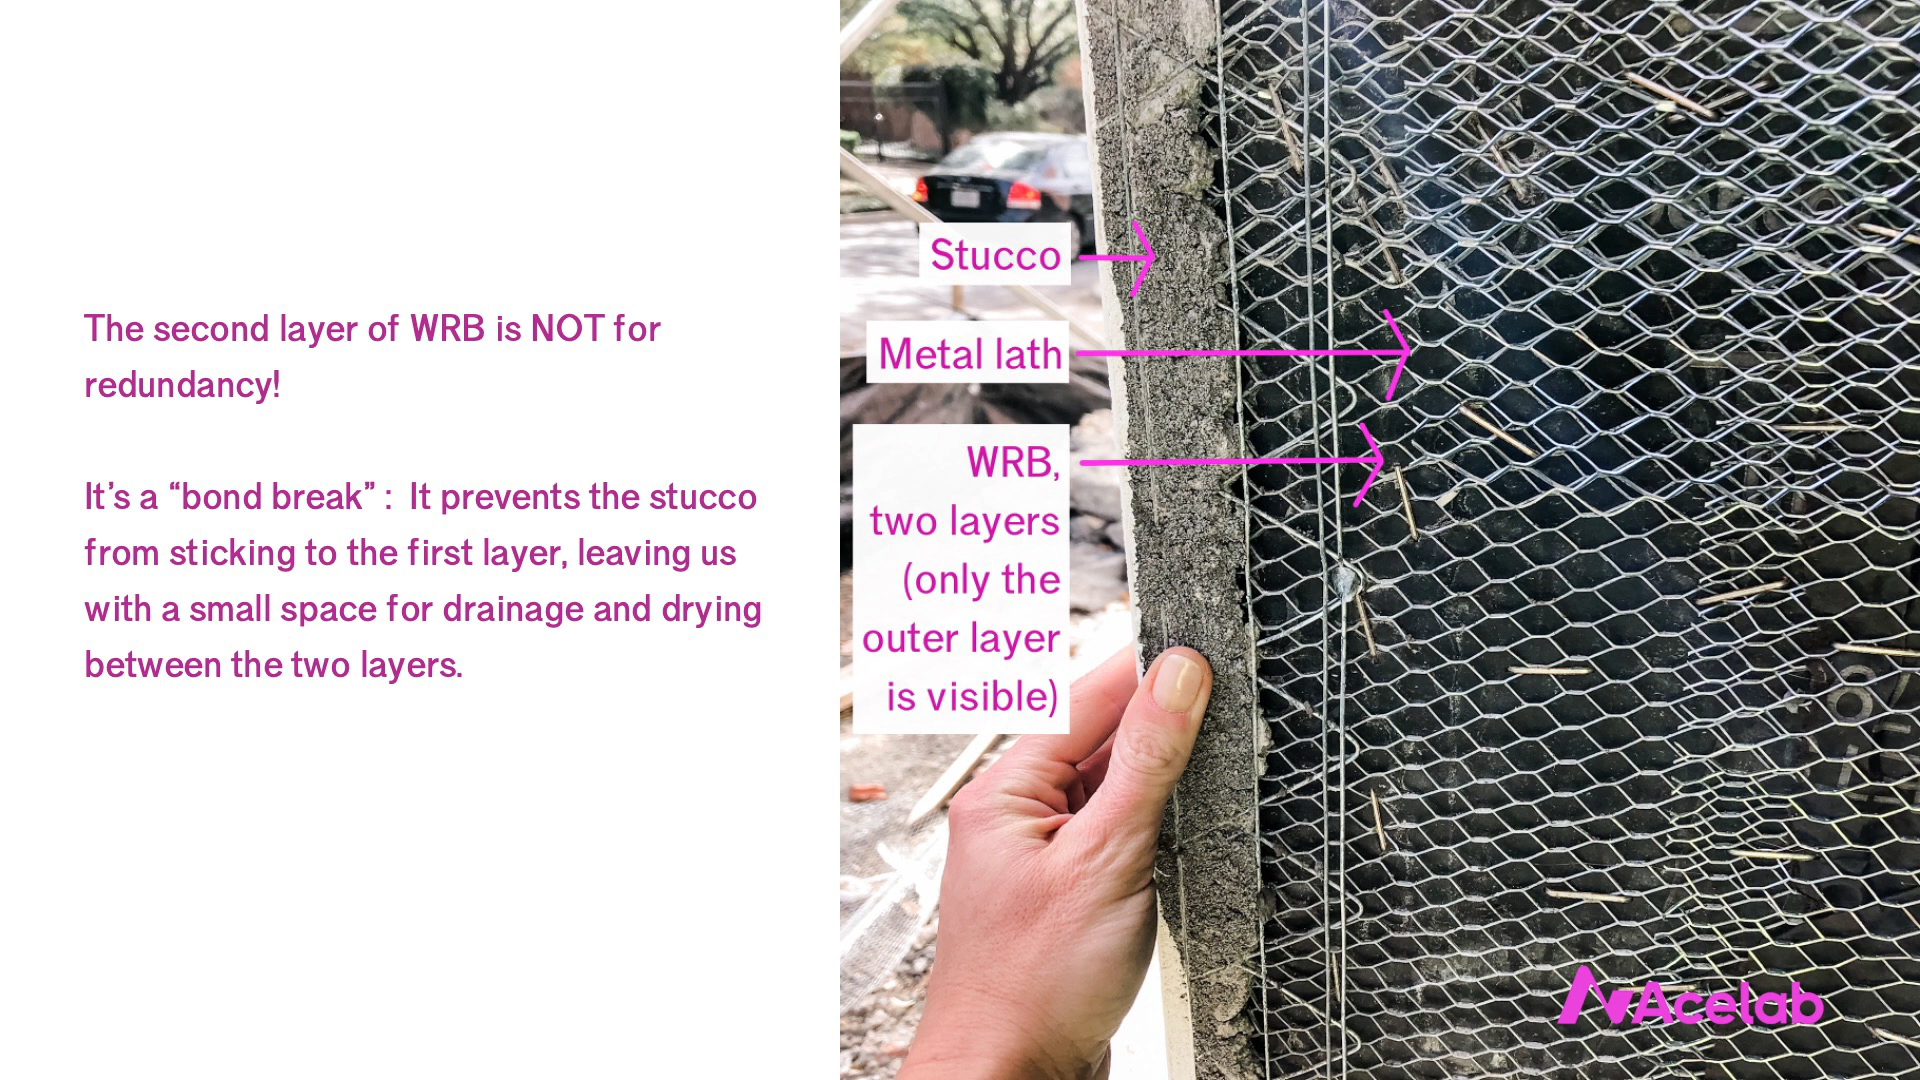 The second layer of WRB is NOT for
redundancy!
It's a “bond break” : It prevents the stucco
from sticking to the first layer, leaving us
with a small space for drainage and drying
between the two layers.
Stucco
Metal lath
WRB,
two layers
(only the
outer layer
is visible)
Acelab